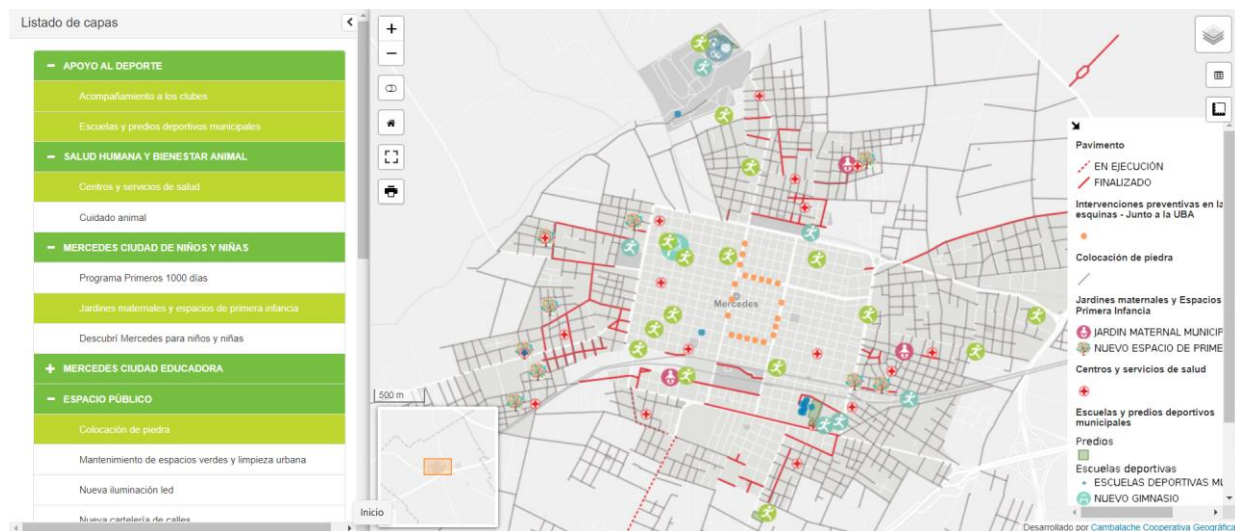 Listado de capas
APOYO AL DEPORTE
Acompañamiento a los clubes
Escuelas y predios deportivos municipales
SALUD HUMANA Y BIENESTAR ANIMAL
Centros y servicios de salud
Cuidado animal
MERCEDES CIUDAD DE NIÑOS Y NIÑAS
Programa Primeros 1000 días
Jardines maternales y espacios de primera infancia
Descubrí Mercedes para niños y niñas
MERCEDES CIUDAD EDUCADORA
ESPACIO PÚBLICO
Colocación de piedra
Mantenimiento de espacios verdes y limpieza urbana
Nueva iluminación led
Nueva cartelería de calles
Inicio
500 m
Mercedes
Pavimento
EN EJECUCIÓN
FINALIZADO
Intervenciones preventivas en la
esquinas - Junto a la UBA
Colocación de piedra
Jardines maternales y Espacios
Primera Infancia
JARDIN MATERNAL MUNICIP
NUEVO ESPACIO DE PRIME
Centros y servicios de salud
Escuelas y predios deportivos
municipales
Predios
Escuelas deportivas
ESCUELAS DEPORTIVAS MU
NUEVO GIMNASIO
Desarrollado por Cambalache Cooperativa Geográfica